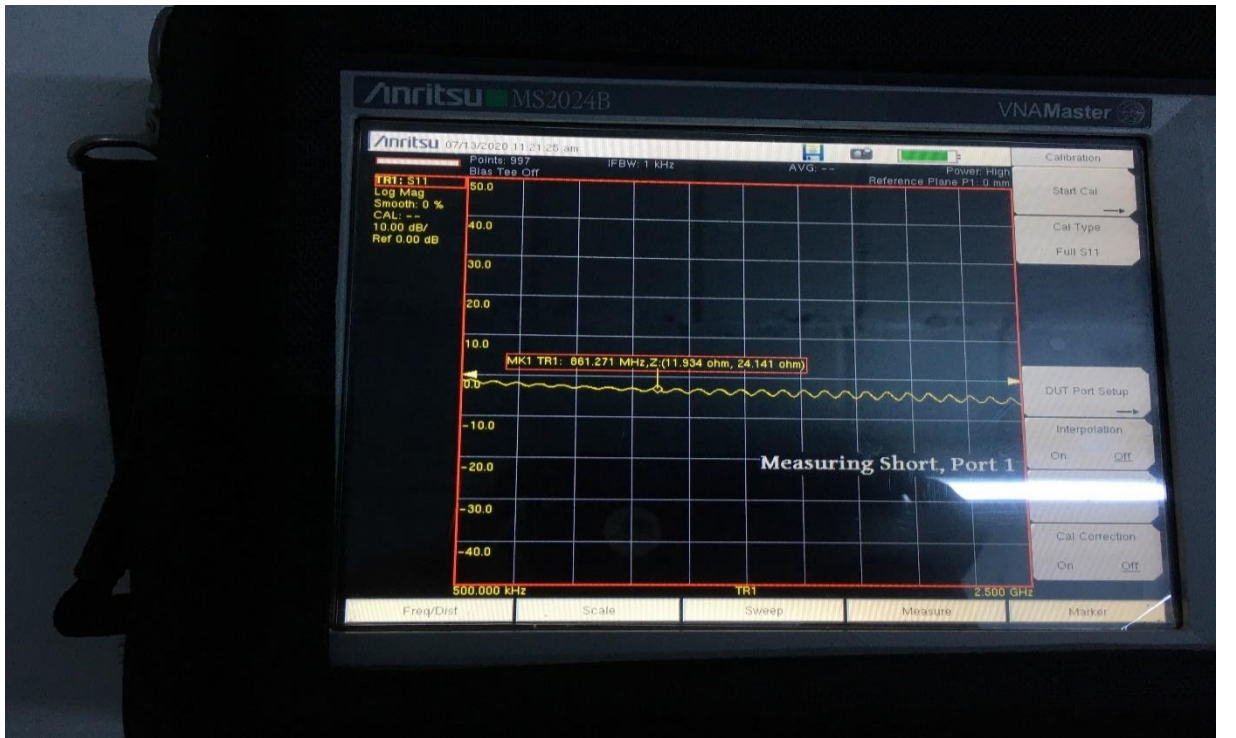 Anritsu MS2024B
VNAMaster
Anritsu 07/13/2020 11:21:25 am
Points: 997
IFBW: 1 kHz
AVG: --
Power: High
Bias Tee Off
Reference Plane P1: 0 mm
TR1: S11
Log Mag
Smooth: 0 %
CAL: --
10.00 dB/
Ref 0.00 dB
50.0
40.0
30.0
20.0
10.0
MK1 TR1: 861.271 MHz,Z:(11.934 ohm, 24.141 ohm)
0.0
-10.0
-20.0
Measuring Short, Port 1
-30.0
-40.0
500.000 kHz
TR1
2.500 GHz
Calibration
Start Cal
Cal Type
Full S11
DUT Port Setup
Interpolation
On Off
Cal Correction
On Off
Freq/Dist
Scale
Sweep
Measure
Marker